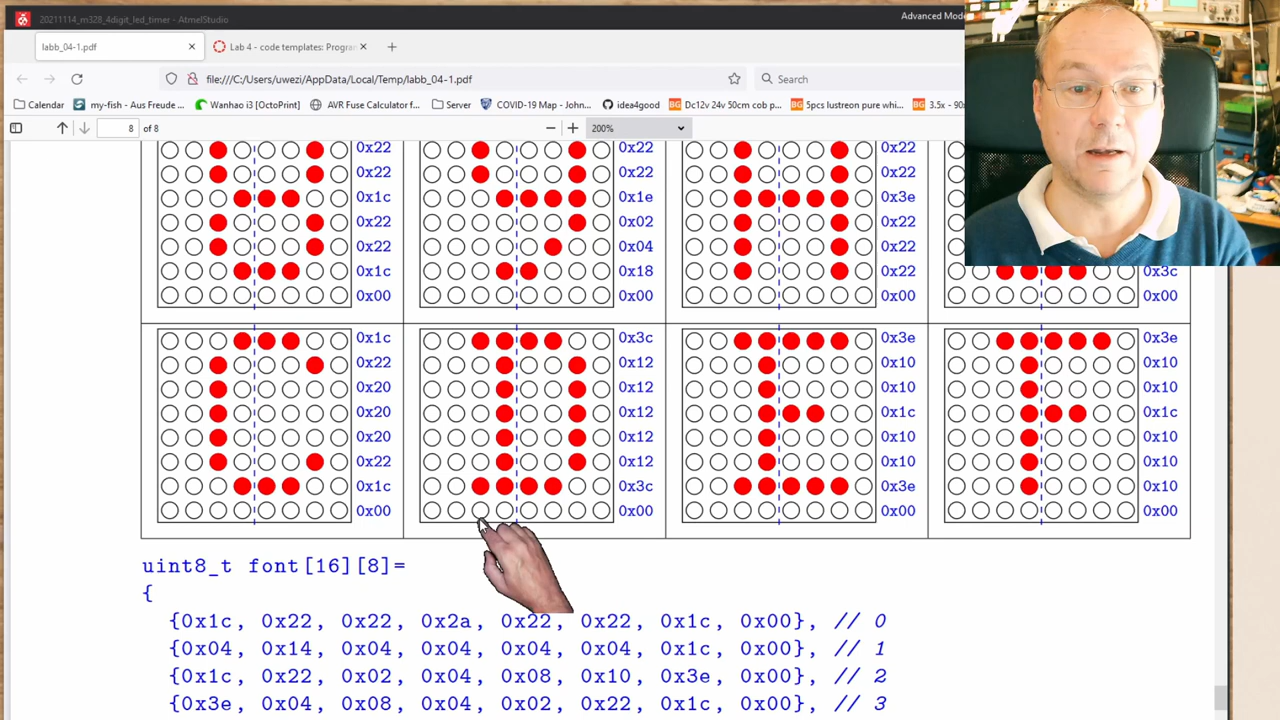 20211114_m328_4digit_led_timer - AtmelStudio
Advanced Mod
labb_04-1.pdf
Lab 4 - code templates: Progra
file:///C:/Users/uwezi/AppData/Local/Temp/labb_04-1.pdf
Search
Calendar my-fish - Aus Freude ... Wanhao i3 [OctoPrint] AVR Fuse Calculator f... Server COVID-19 Map - John... idea4good BG Dc12v 24v 50cm cob p... BG 5pcs lustreon pure whi... BG 3.5x - 90x
8 of 8
200%
0x22 0x22 0x22
0x22 0x22 0x22
0x1c 0x1e 0x3e
0x22 0x02 0x22
0x22 0x04 0x22
0x1c 0x18 0x22 0x3c
0x00 0x00 0x00 0x00
0x1c 0x3c 0x3e 0x3e
0x22 0x12 0x10 0x10
0x20 0x12 0x10 0x10
0x20 0x12 0x1c 0x1c
0x20 0x12 0x10 0x10
0x22 0x12 0x10 0x10
0x1c 0x3c 0x3e 0x10
0x00 0x00 0x00 0x00
uint8_t font[16][8]=
{
{0x1c, 0x22, 0x22, 0x2a, 0x22, 0x22, 0x1c, 0x00}, // 0
{0x04, 0x14, 0x04, 0x04, 0x04, 0x04, 0x04, 0x00}, // 1
{0x1c, 0x22, 0x02, 0x04, 0x08, 0x10, 0x3e, 0x00}, // 2
{0x3e, 0x04, 0x08, 0x04, 0x02, 0x22, 0x1c, 0x00}, // 3